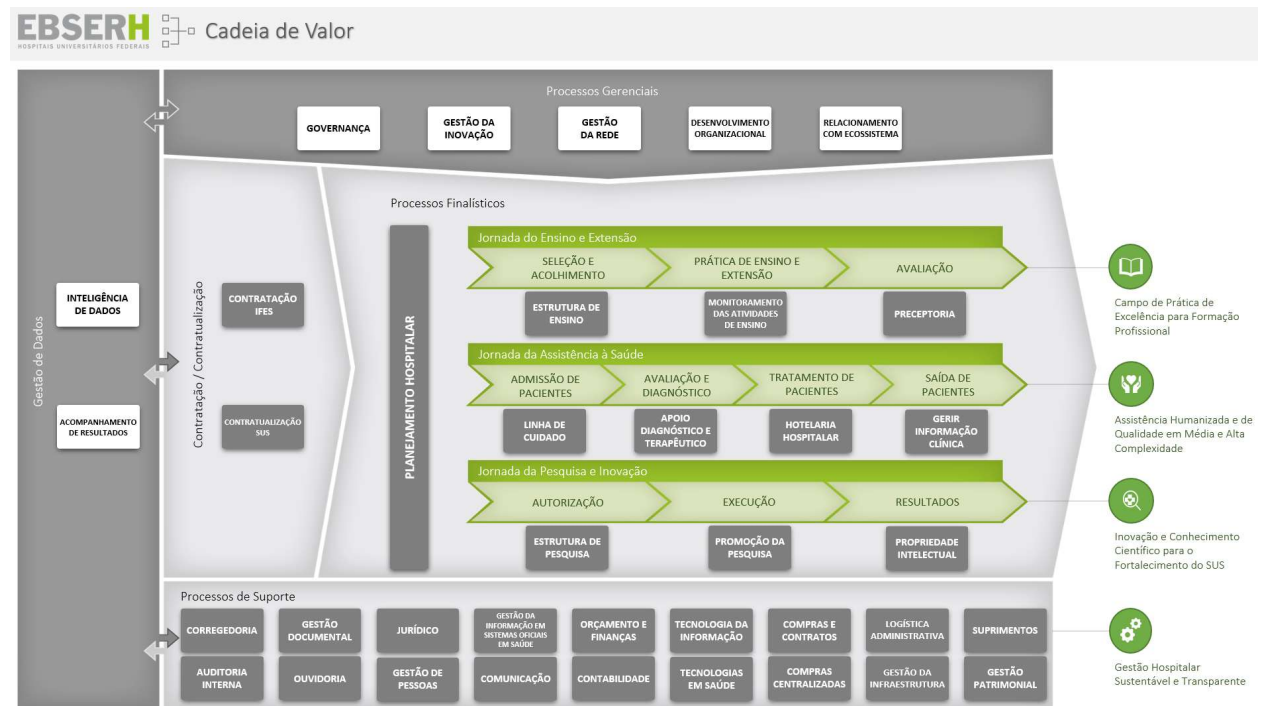 EBSERH
HOSPITAIS UNIVERSITÁRIOS FEDERAIS
Cadeia de Valor
Gestão de Dados
INTELIGÊNCIA
DE DADOS
ACOMPANHAMENTO
DE RESULTADOS
Processos Gerenciais
GOVERNANÇA
GESTÃO DA
INOVAÇÃO
GESTÃO
DA REDE
DESENVOLVIMENTO
ORGANIZACIONAL
RELACIONAMENTO
COM ECOSSISTEMA
Contratação / Contratualização
CONTRATAÇÃO
IFES
CONTRATUALIZAÇÃO
SUS
Processos Finalísticos
PLANEJAMENTO HOSPITALAR
Jornada do Ensino e Extensão
SELEÇÃO E
ACOLHIMENTO
PRÁTICA DE ENSINO E
EXTENSÃO
AVALIAÇÃO
ESTRUTURA DE
ENSINO
MONITORAMENTO
DAS ATIVIDADES
DE ENSINO
PRECEPTORIA
Jornada da Assistência à Saúde
ADMISSÃO DE
PACIENTES
AVALIAÇÃO E
DIAGNÓSTICO
TRATAMENTO DE
PACIENTES
SAÍDA DE
PACIENTES
LINHA DE
CUIDADO
APOIO
DIAGNÓSTICO E
TERAPÊUTICO
HOTELARIA
HOSPITALAR
GERIR
INFORMAÇÃO
CLÍNICA
Jornada da Pesquisa e Inovação
AUTORIZAÇÃO
EXECUÇÃO
RESULTADOS
ESTRUTURA DE
PESQUISA
PROMOÇÃO DA
PESQUISA
PROPRIEDADE
INTELECTUAL
Campo de Prática de
Excelência para Formação
Profissional
Assistência Humanizada e de
Qualidade em Média e Alta
Complexidade
Inovação e Conhecimento
Científico para o
Fortalecimento do SUS
Processos de Suporte
CORREGEDORIA
GESTÃO
DOCUMENTAL
JURÍDICO
GESTÃO DA
INFORMAÇÃO EM
SISTEMAS OFICIAIS
EM SAÚDE
ORÇAMENTO E
FINANÇAS
TECNOLOGIA DA
INFORMAÇÃO
COMPRAS E
CONTRATOS
LOGÍSTICA
ADMINISTRATIVA
SUPRIMENTOS
AUDITORIA
INTERNA
OUVIDORIA
GESTÃO DE
PESSOAS
COMUNICAÇÃO
CONTABILIDADE
TECNOLOGIAS
EM SAÚDE
COMPRAS
CENTRALIZADAS
GESTÃO DA
INFRAESTRUTURA
GESTÃO
PATRIMONIAL
Gestão Hospitalar
Sustentável e Transparente